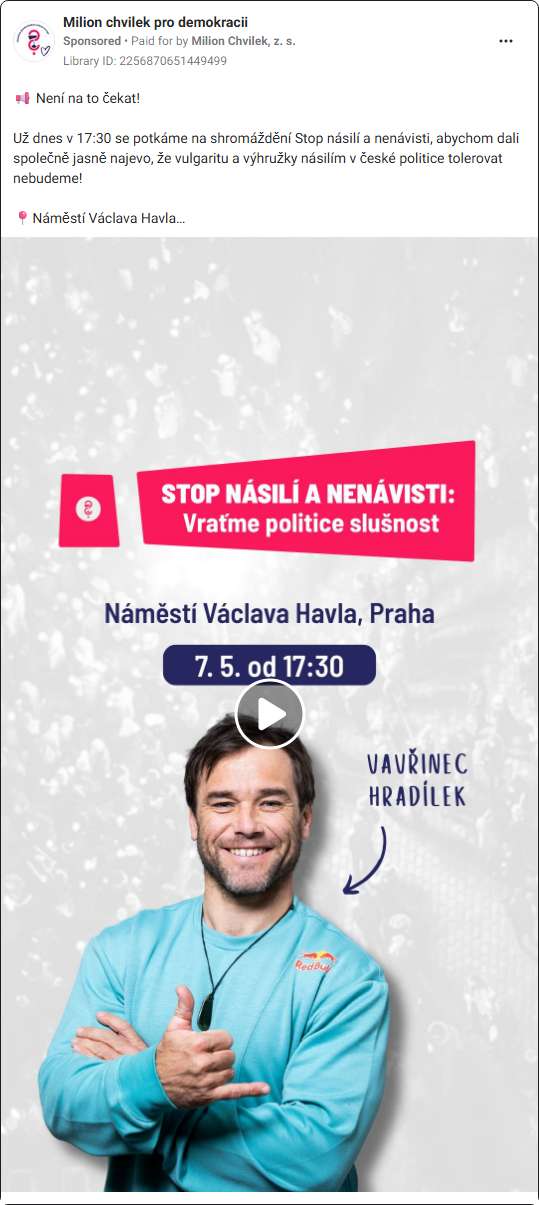 Milion chvilek pro demokracii
Sponsored • Paid for by Milion Chvilek, z. s.
Library ID: 2256870651449499
Není na to čekat!
Už dnes v 17:30 se potkáme na shromáždění Stop násilí a nenávisti, abychom dali
společně jasně najevo, že vulgaritu a výhružky násilím v české politice tolerovat
nebudeme!
Náměstí Václava Havla...
STOP NÁSILÍ A NENÁVISTI:
Vraťme politice slušnost
Náměstí Václava Havla, Praha
7. 5. od 17:30
VAVŘINEC
HRADÍLEK
RedBull